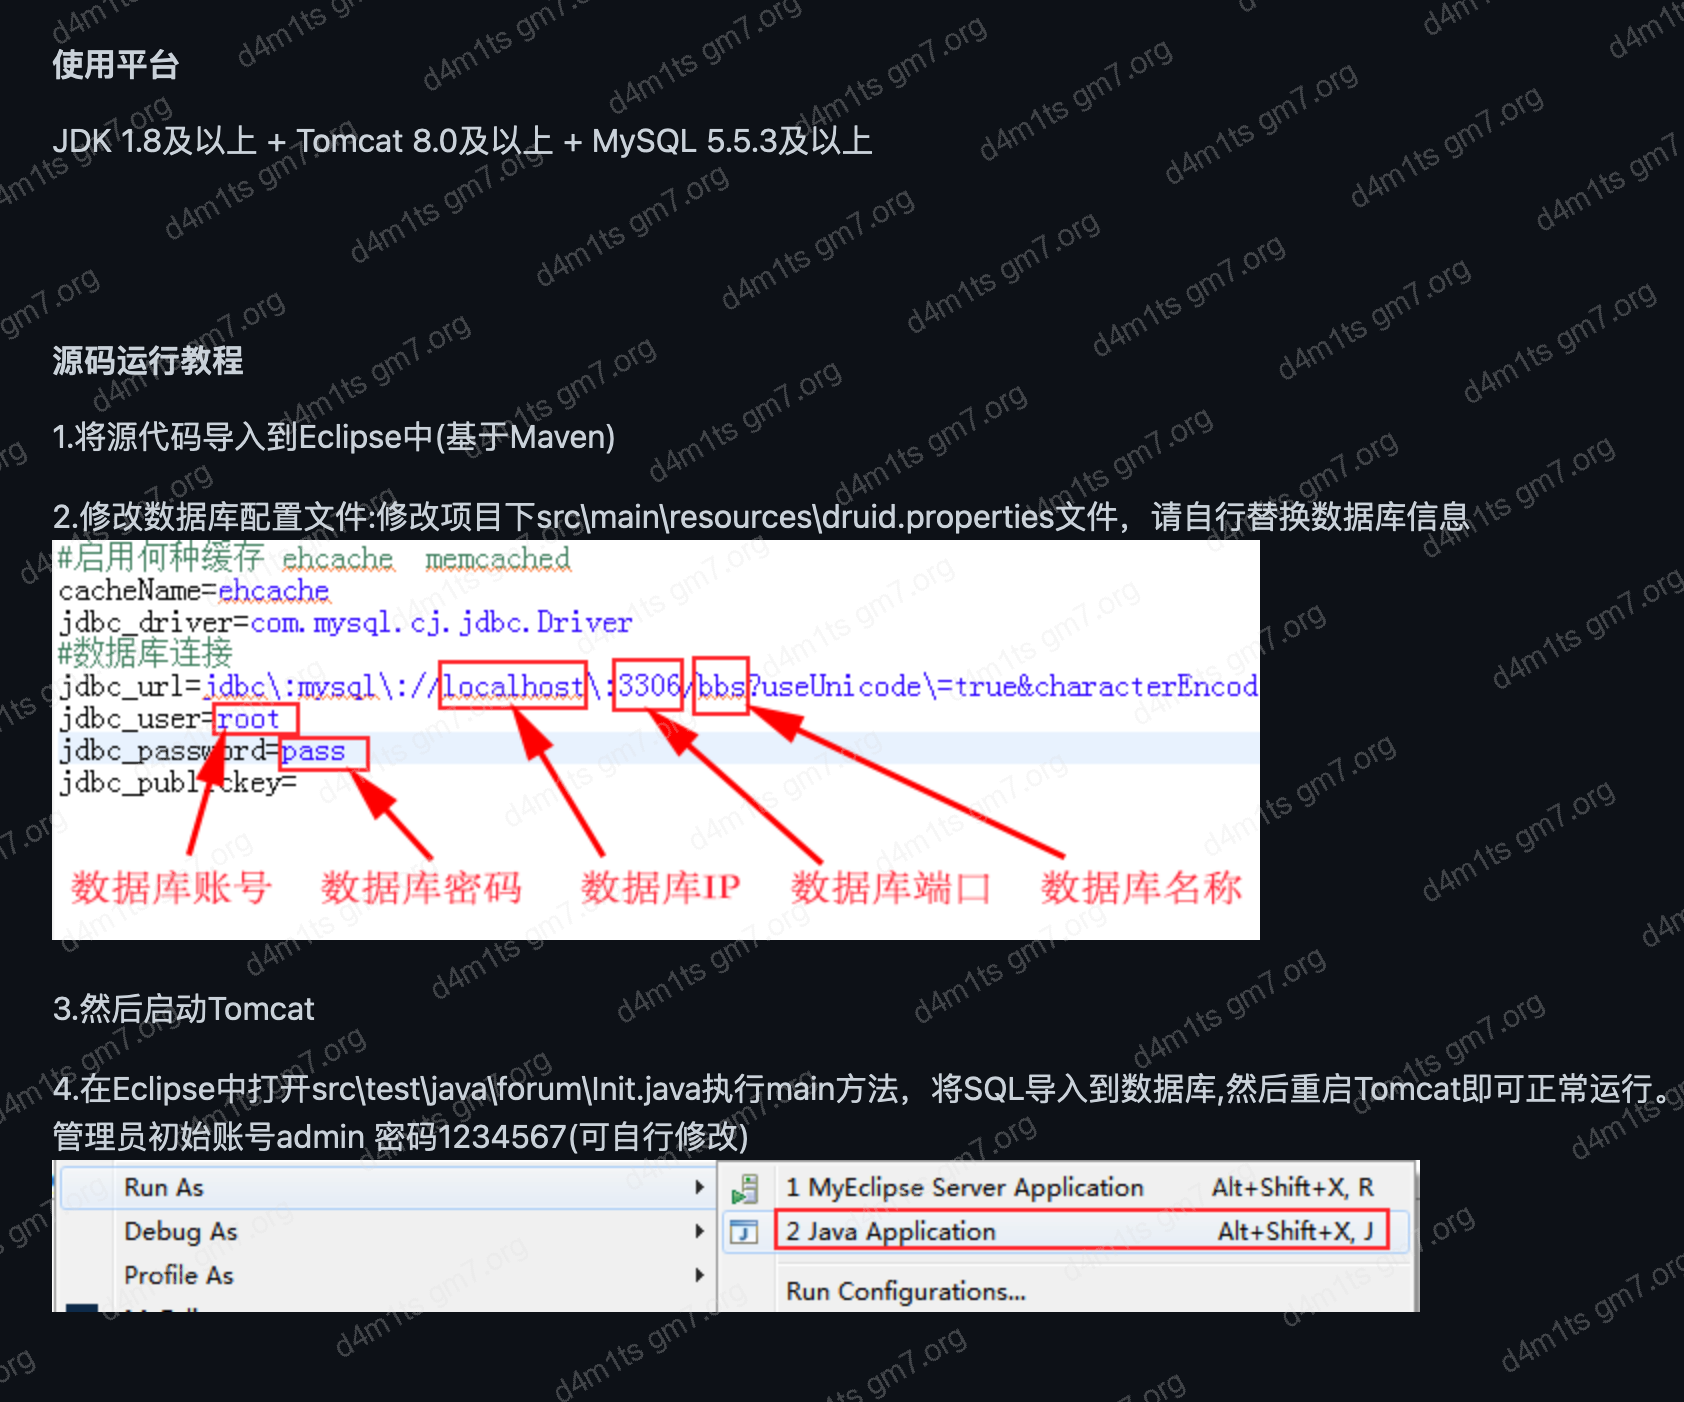 使用平台
JDK 1.8及以上 + Tomcat 8.0及以上 + MySQL 5.5.3及以上
源码运行教程
1.将源代码导入到Eclipse中(基于Maven)
2.修改数据库配置文件:修改项目下src\main\resources\druid.properties文件，请自行替换数据库信息
#启用何种缓存 ehcache memcached
cacheName=ehcache
jdbc_driver=com.mysql.cj.jdbc.Driver
#数据库连接
jdbc_url=jdbc\:mysql\://localhost\:3306/bbs?useUnicode\=true&characterEncod
jdbc_user=root
jdbc_password=pass
jdbc_publickey=
数据库账号 数据库密码 数据库IP 数据库端口 数据库名称
3.然后启动Tomcat
4.在Eclipse中打开src\test\java\forum\Init.java执行main方法，将SQL导入到数据库,然后重启Tomcat即可正常运行。
管理员初始账号admin 密码1234567(可自行修改)
Run As 1 MyEclipse Server Application Alt+Shift+X, R
Debug As 2 Java Application Alt+Shift+X, J
Profile As
Run Configurations...
d4m1ts gm7.org